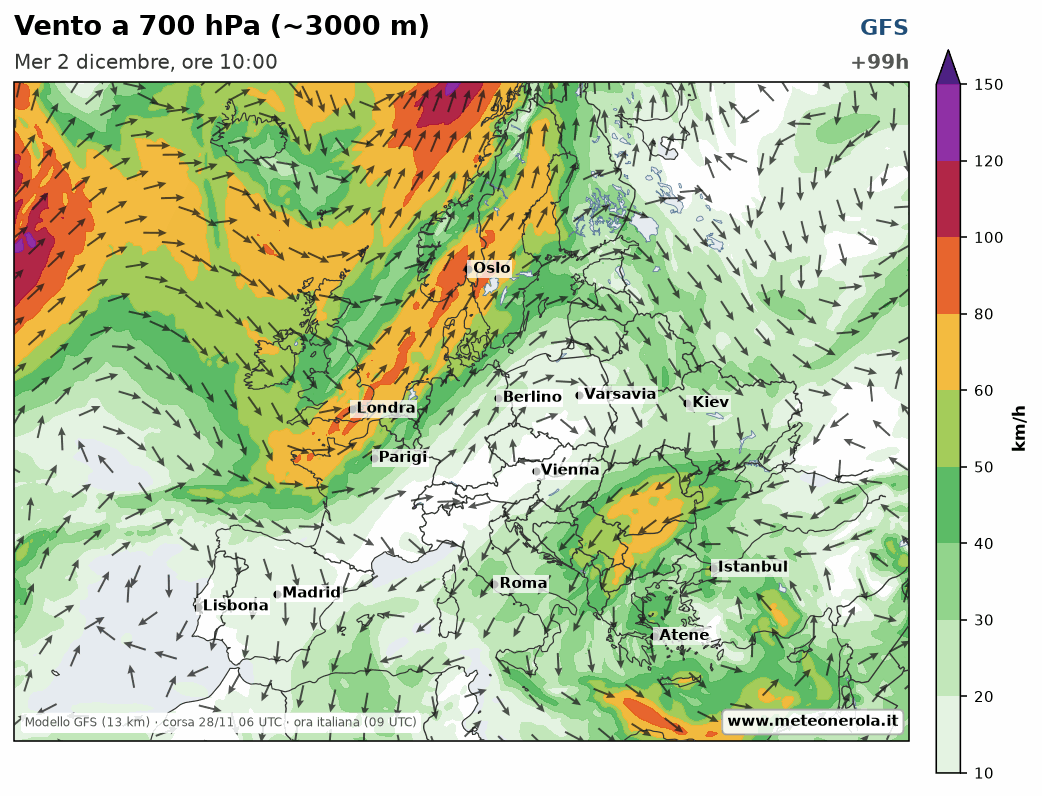 Vento a 700 hPa (~3000 m)
GFS
Mer 2 dicembre, ore 10:00
+99h
150
120
100
80
60
50
40
30
20
10
km/h
Oslo
Londra
Berlino
Varsavia
Kiev
Parigi
Vienna
Istanbul
Roma
Madrid
Lisbona
Atene
Modello GFS (13 km) · corsa 28/11 06 UTC · ora italiana (09 UTC)
www.meteonerola.it